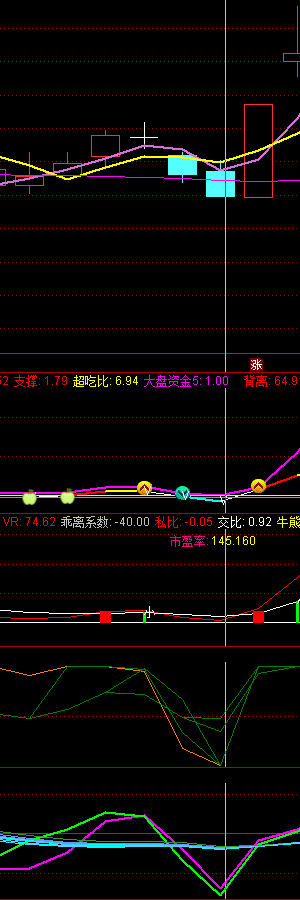 涨
52 支撑: 1.79 超吃比: 6.94 大盘资金5: 1.00 背离: 64.9
VR: 74.62 乖离系数: -40.00 私比: -0.05 交比: 0.92 牛熊
市盈率: 145.160
小